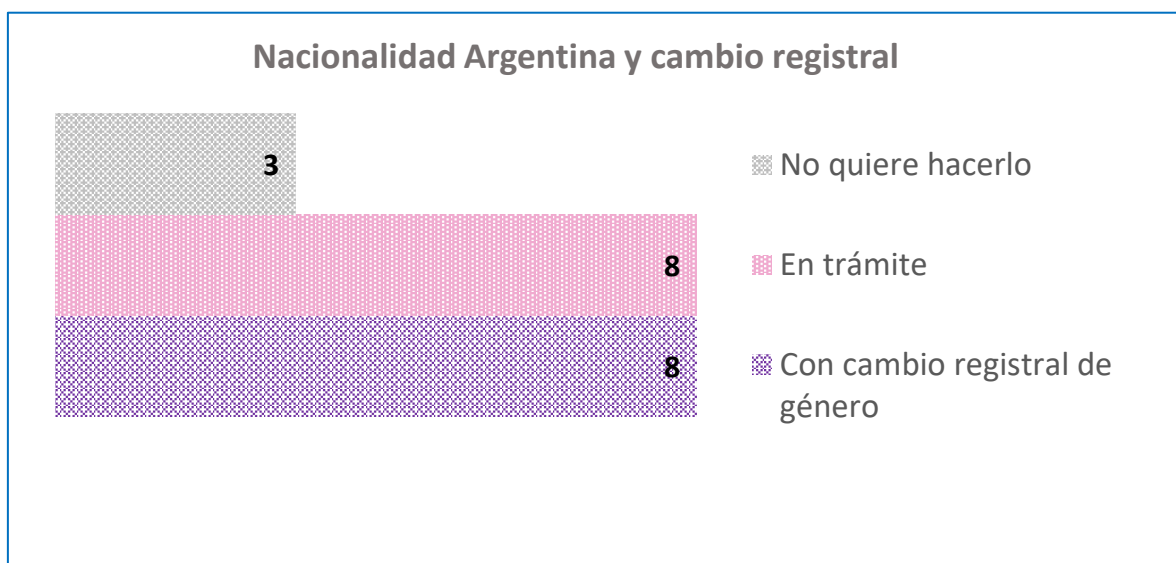 Nacionalidad Argentina y cambio registral
3
No quiere hacerlo
8
En trámite
8
Con cambio registral de
género